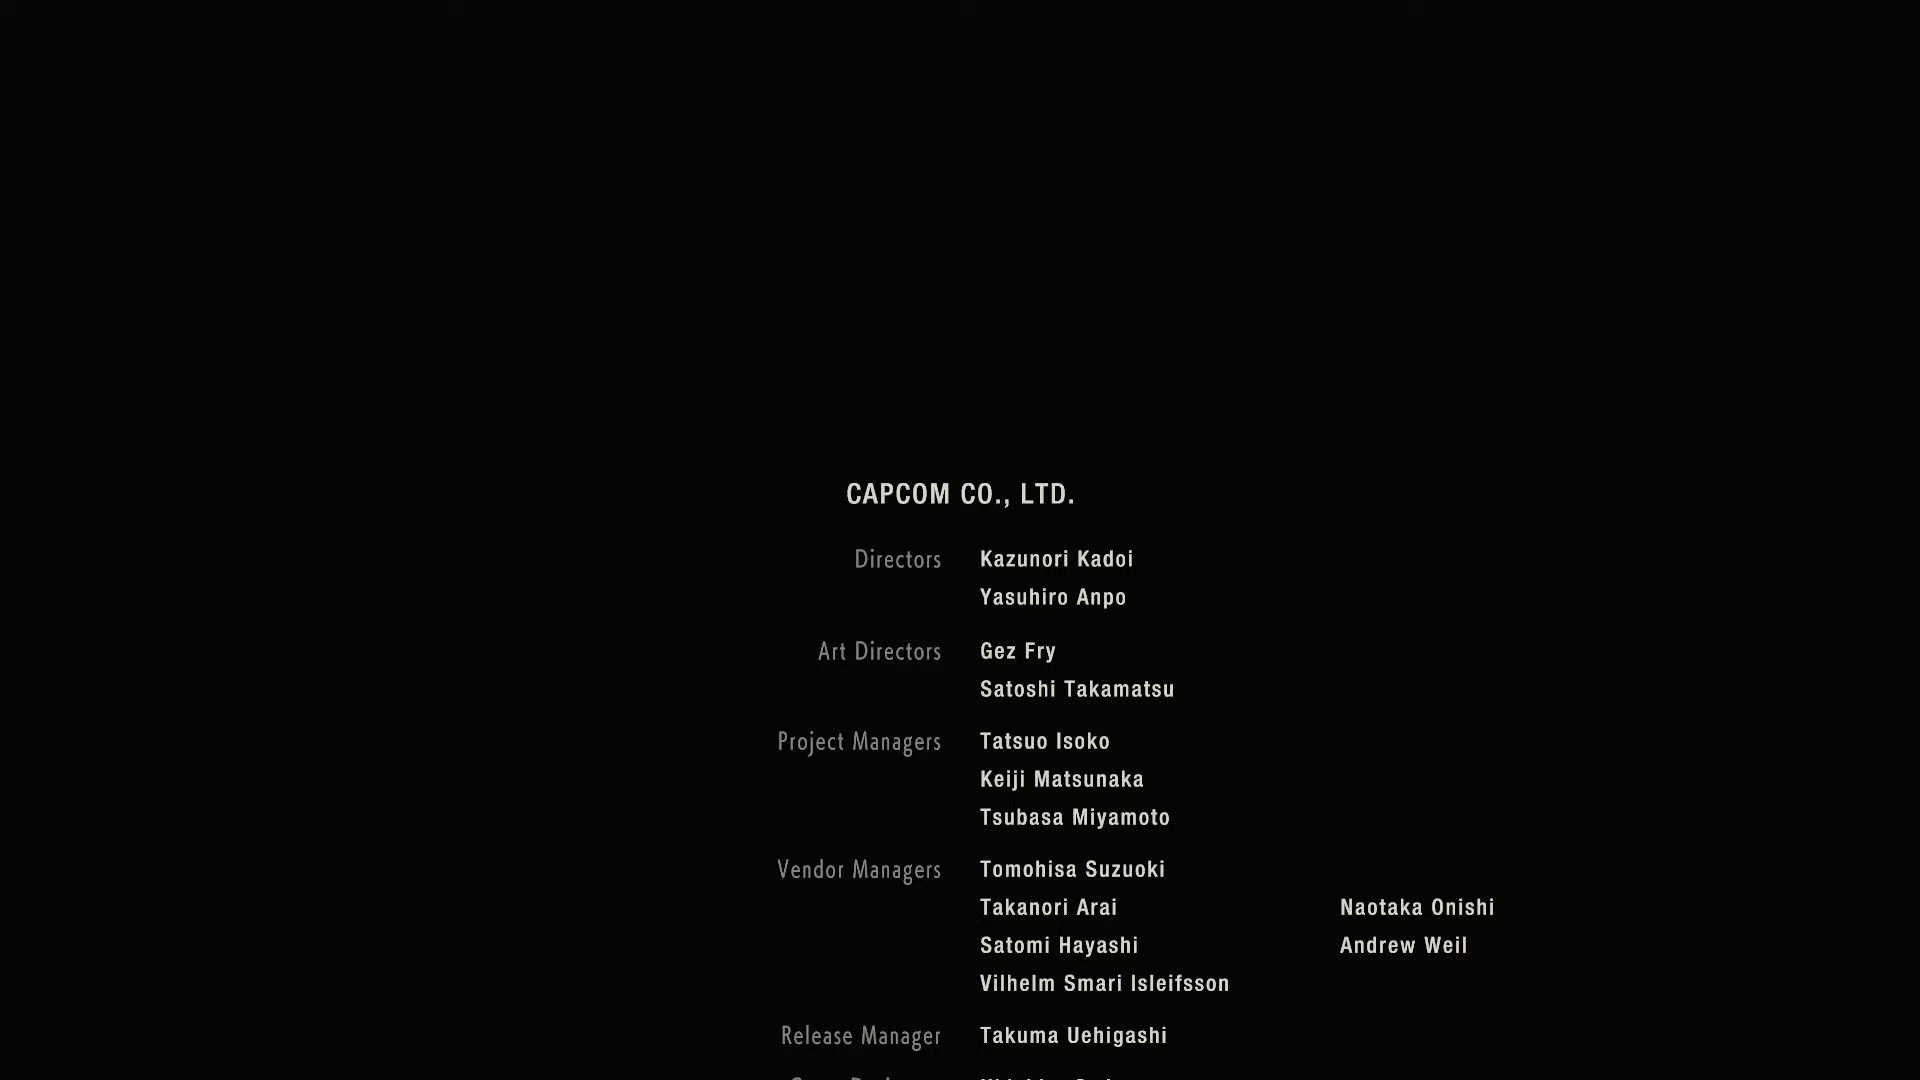 CAPCOM CO., LTD.
Directors Kazunori Kadoi
Yasuhiro Anpo
Art Directors Gez Fry
Satoshi Takamatsu
Project Managers Tatsuo Isoko
Keiji Matsunaka
Tsubasa Miyamoto
Vendor Managers Tomohisa Suzuoki
Takanori Arai Naotaka Onishi
Satomi Hayashi Andrew Weil
Vilhelm Smari Isleifsson
Release Manager Takuma Uehigashi